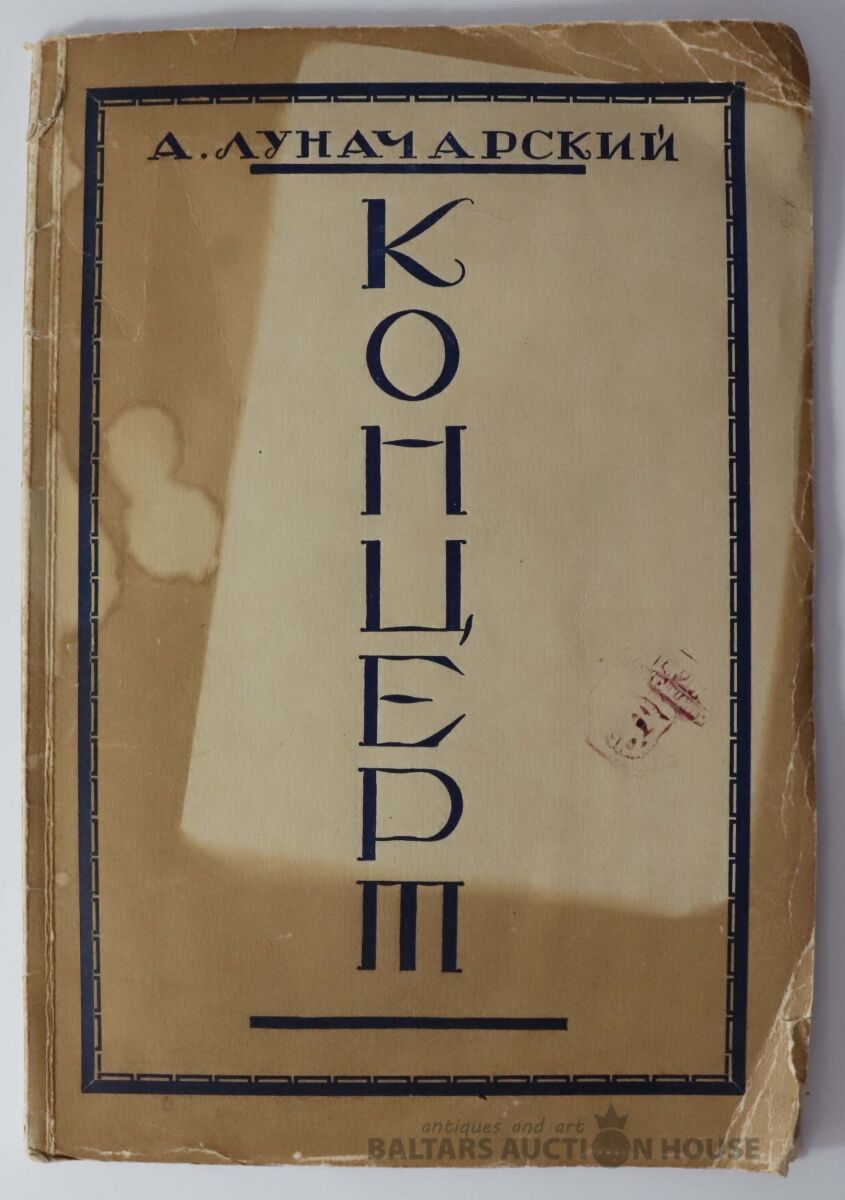 А. ЛУНАЧАРСКИЙ
КОНЦЕРТ
antiques and art
BALTARS AUCTION HOUSE